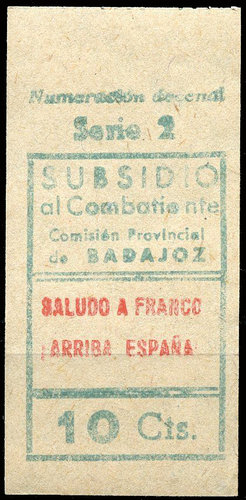 Numeración decenal
Serie 2
SUBSIDIO
al Combatiente
Comisión Provincial
de BADAJOZ
SALUDO A FRANCO
¡ARRIBA ESPAÑA
10 Cts.